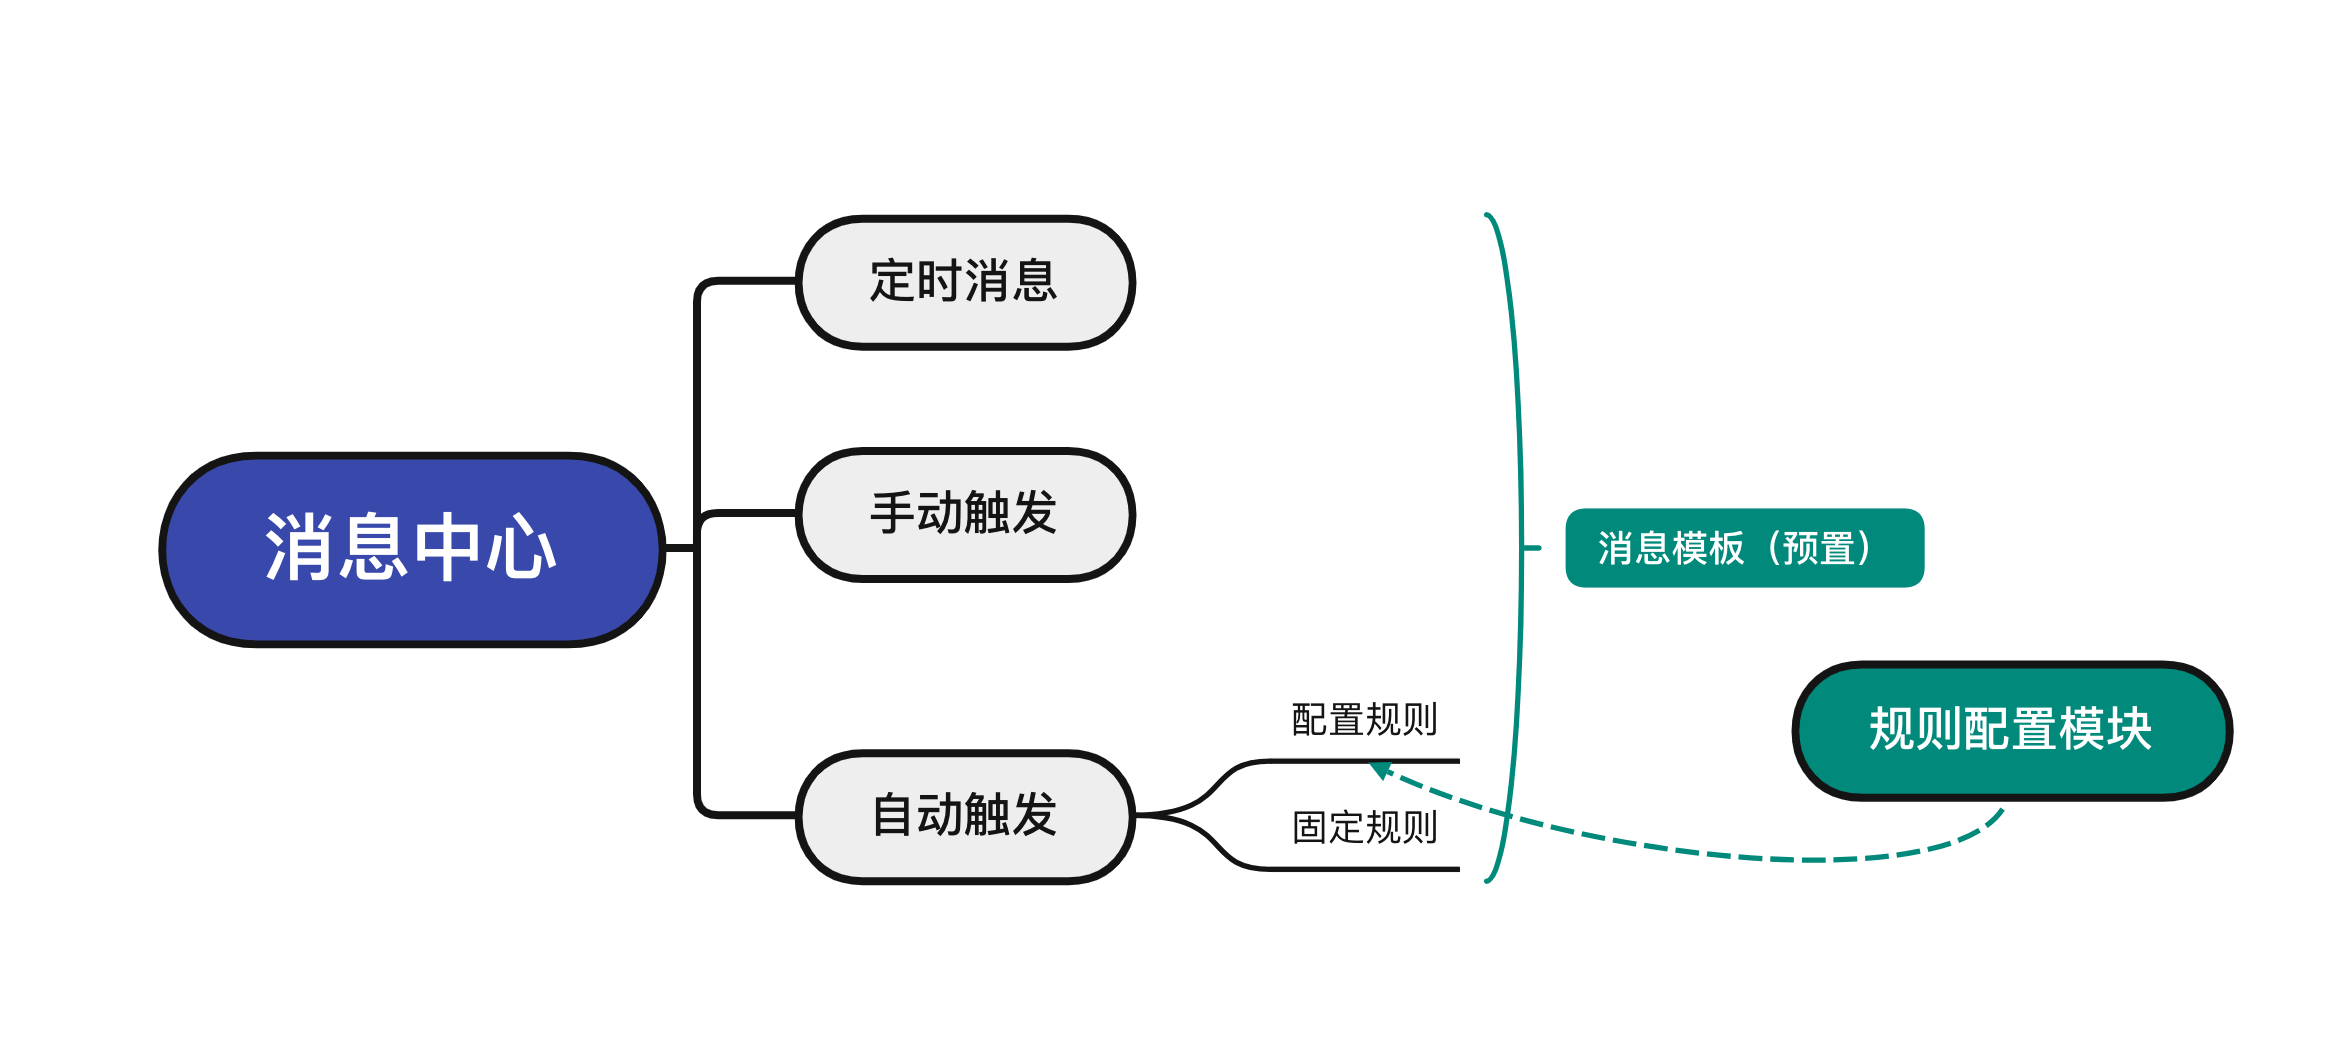 消息中心
定时消息
手动触发
自动触发
配置规则
固定规则
消息模板（预置）
规则配置模块